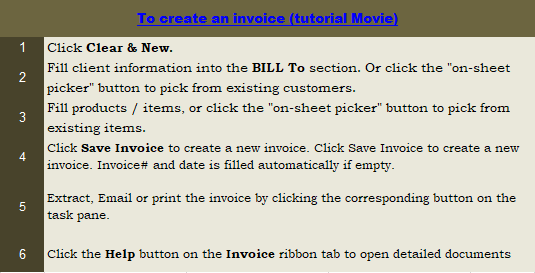 To create an invoice (tutorial Movie)
1 Click Clear & New.
2 Fill client information into the BILL To section. Or click the "on-sheet
picker" button to pick from existing customers.
3 Fill products / items, or click the "on-sheet picker" button to pick from
existing items.
4 Click Save Invoice to create a new invoice. Click Save Invoice to create a new
invoice. Invoice# and date is filled automatically if empty.
5 Extract, Email or print the invoice by clicking the corresponding button on the
task pane.
6 Click the Help button on the Invoice ribbon tab to open detailed documents